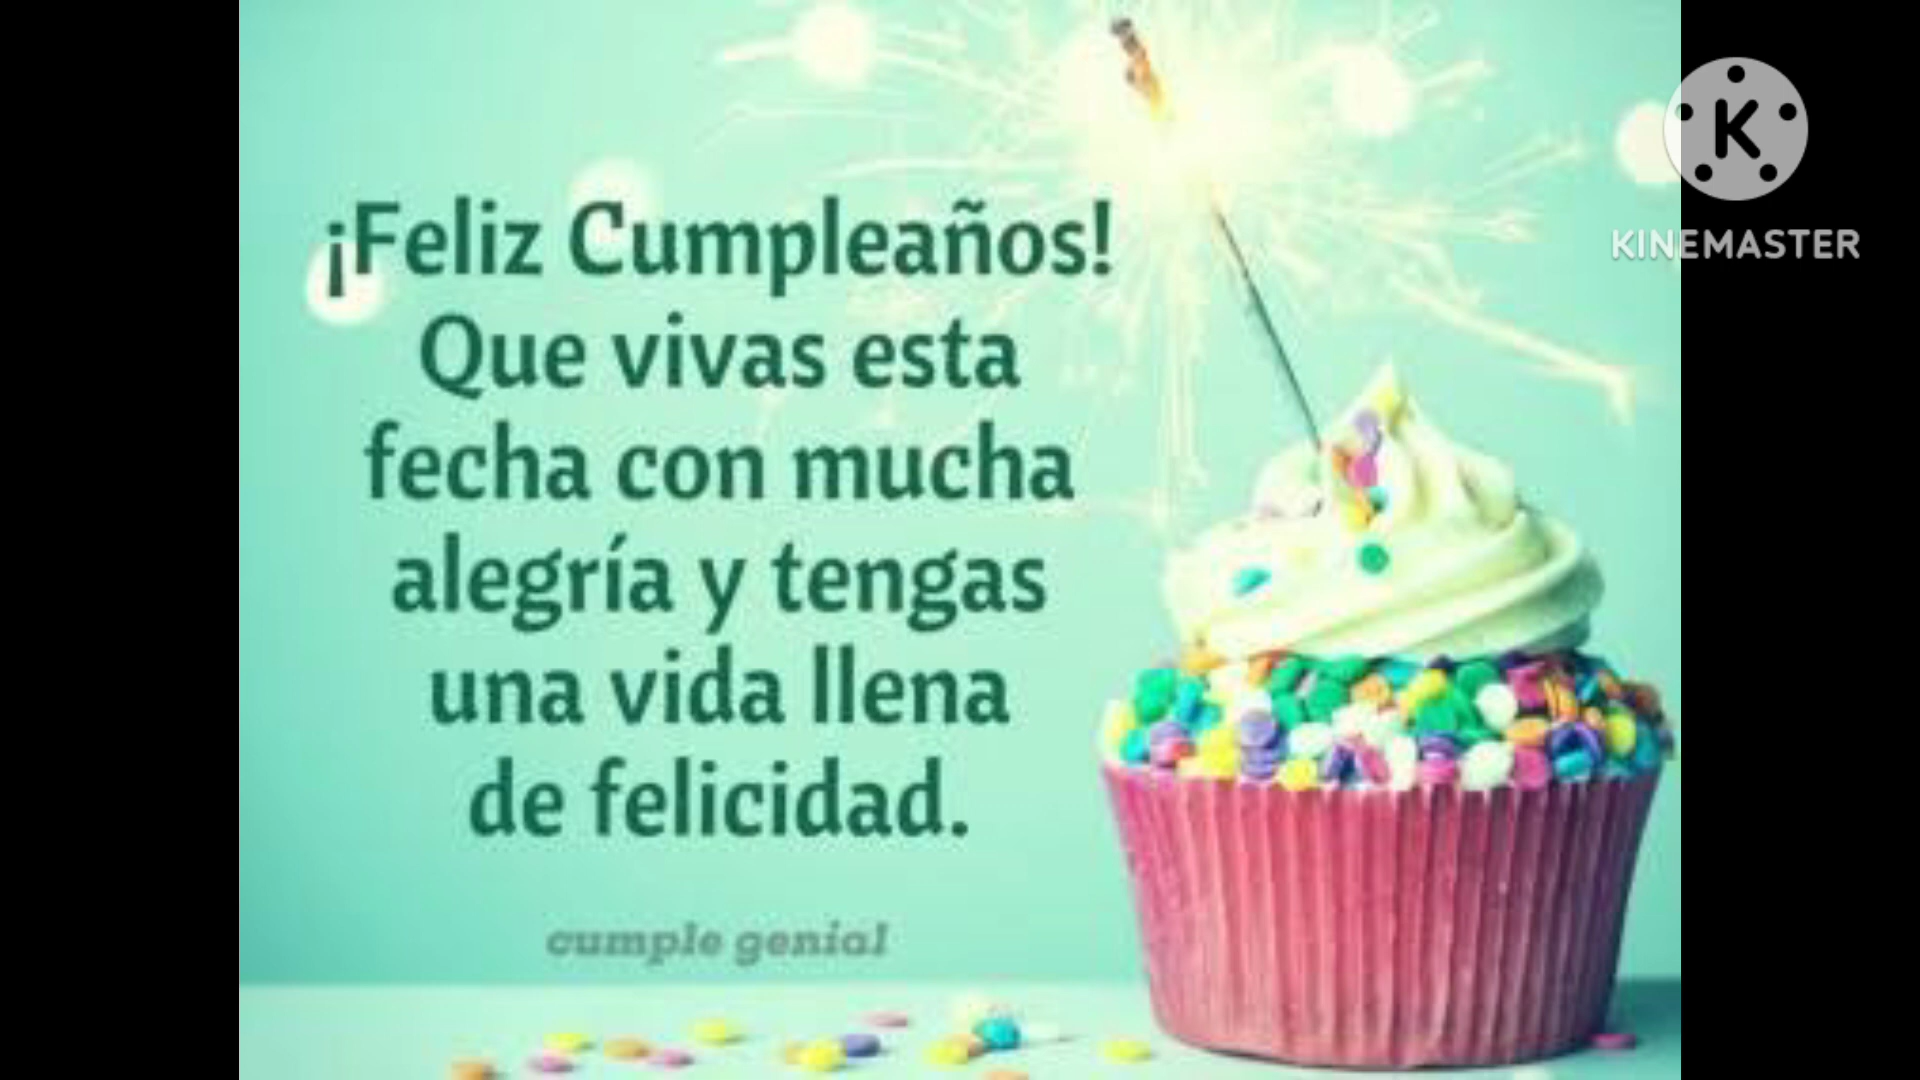 ¡Feliz Cumpleaños!
Que vivas esta
fecha con mucha
alegría y tengas
una vida llena
de felicidad.
cumple genial
K
KINEMASTER